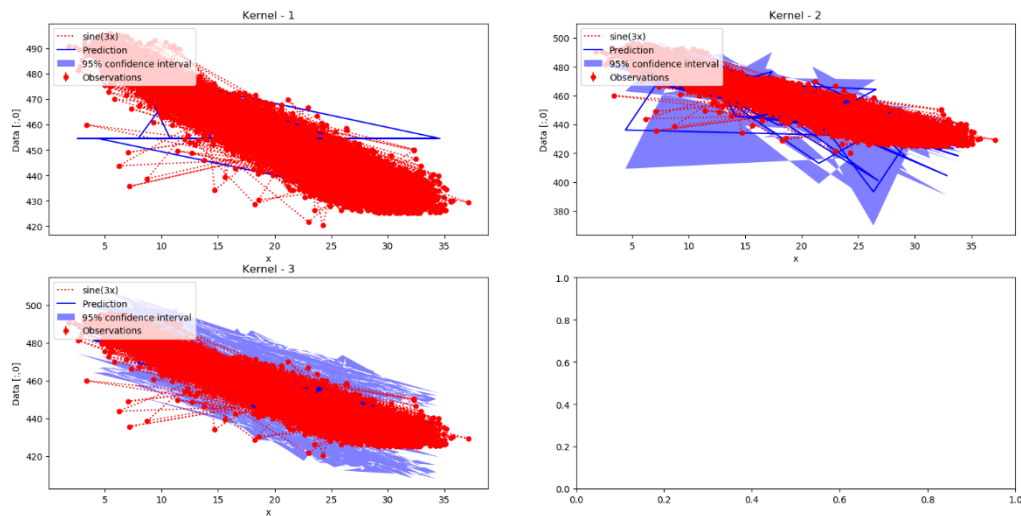 Kernel - 1
sine(3x)
Prediction
95% confidence interval
Observations
490
480
470
460
450
440
430
420
Data [:,0]
5
10
15
20
25
30
35
x
Kernel - 2
sine(3x)
Prediction
95% confidence interval
Observations
500
480
460
440
420
400
380
Data [:,0]
5
10
15
20
25
30
35
x
Kernel - 3
sine(3x)
Prediction
95% confidence interval
Observations
500
480
460
440
420
Data [:,0]
5
10
15
20
25
30
35
x
1.0
0.8
0.6
0.4
0.2
0.0
0.0
0.2
0.4
0.6
0.8
1.0